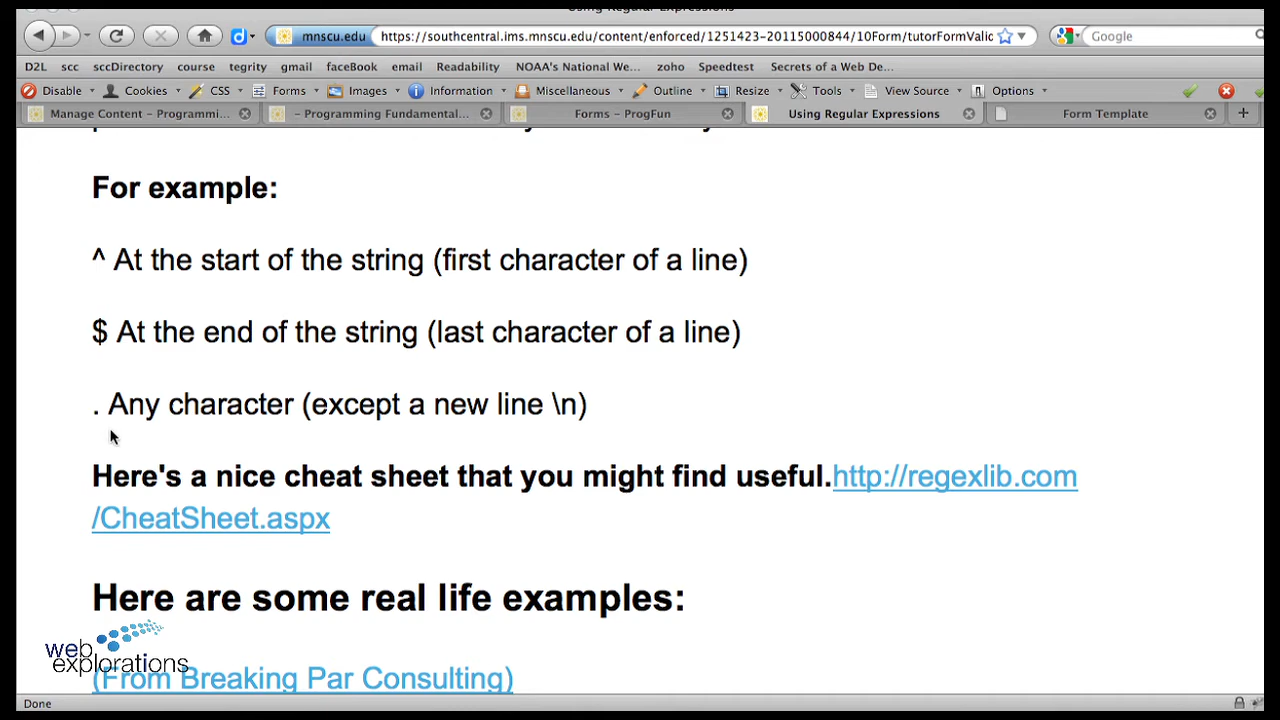 Using Regular Expressions
mnscu.edu https://southcentral.ims.mnscu.edu/content/enforced/1251423-20115000844/10Form/tutorFormValid Google
D2L scc sccDirectory course tegrity gmail faceBook email Readability NOAA's National We... zoho Speedtest Secrets of a Web De...
Disable Cookies CSS Forms Images Information Miscellaneous Outline Resize Tools View Source Options
Manage Content - Programmi... - Programming Fundamental... Forms - ProgFun Using Regular Expressions Form Template
For example:
^ At the start of the string (first character of a line)
$ At the end of the string (last character of a line)
. Any character (except a new line \n)
Here's a nice cheat sheet that you might find useful.http://regexlib.com
/CheatSheet.aspx
Here are some real life examples:
web
explorations
(From Breaking Par Consulting)
Done